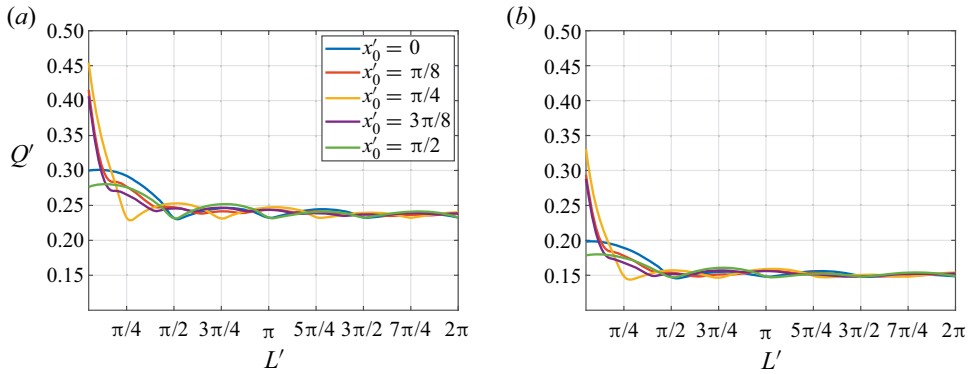 (a)
0.50
0.45
0.40
0.35
0.30
0.25
0.20
0.15
Q′
x′₀ = 0
x′₀ = π/8
x′₀ = π/4
x′₀ = 3π/8
x′₀ = π/2
π/4 π/2 3π/4 π 5π/4 3π/2 7π/4 2π
L′
(b)
0.50
0.45
0.40
0.35
0.30
0.25
0.20
0.15
π/4 π/2 3π/4 π 5π/4 3π/2 7π/4 2π
L′